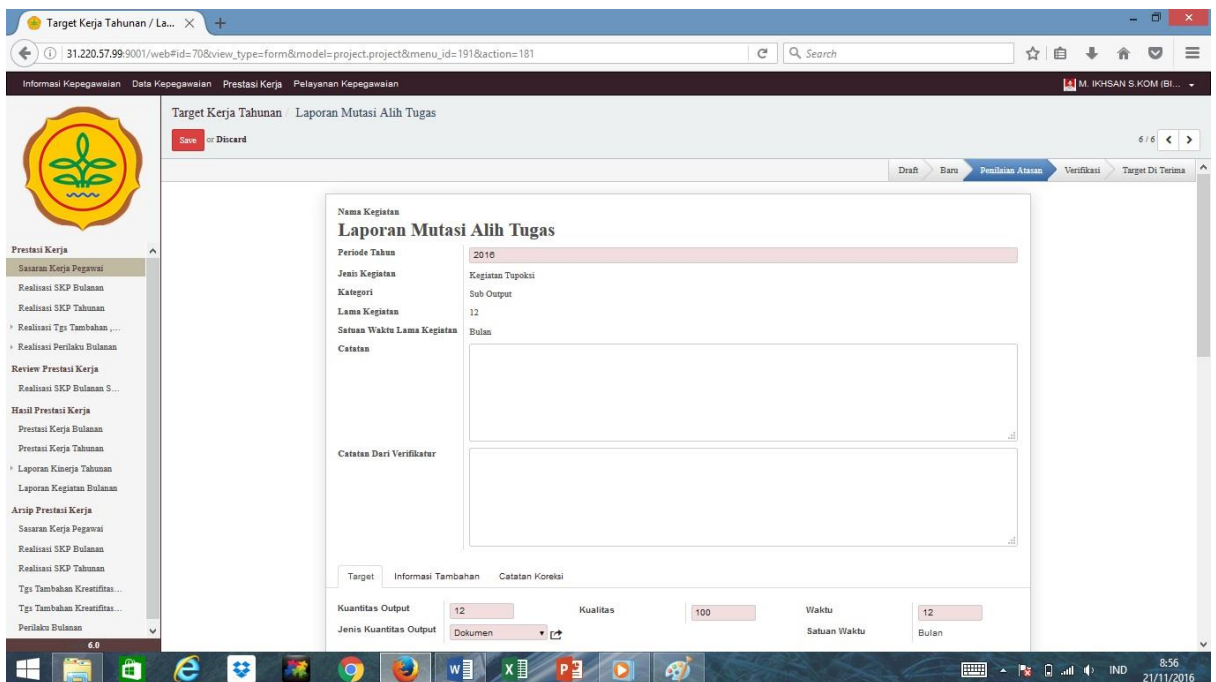 Target Kerja Tahunan / La...
31.220.57.99:9001/web#id=70&view_type=form&model=project.project&menu_id=191&action=181
Search
Informasi Kepegawaian Data Kepegawaian Prestasi Kerja Pelayanan Kepegawaian
M. IKHSAN S.KOM (BI...
Target Kerja Tahunan / Laporan Mutasi Alih Tugas
Save or Discard
6 / 6
Draft Baru Penilaian Atasan Verifikasi Target Di Terima
Prestasi Kerja
Sasaran Kerja Pegawai
Realisasi SKP Bulanan
Realisasi SKP Tahunan
Realisasi Tgs Tambahan ,...
Realisasi Perilaku Bulanan
Review Prestasi Kerja
Realisasi SKP Bulanan S...
Hasil Prestasi Kerja
Prestasi Kerja Bulanan
Prestasi Kerja Tahunan
Laporan Kinerja Tahunan
Laporan Kegiatan Bulanan
Arsip Prestasi Kerja
Sasaran Kerja Pegawai
Realisasi SKP Bulanan
Realisasi SKP Tahunan
Tgs Tambahan Kreatifitas...
Tgs Tambahan Kreatifitas...
Perilaku Bulanan
6.0
Nama Kegiatan
Laporan Mutasi Alih Tugas
Periode Tahun 2016
Jenis Kegiatan Kegiatan Tupoksi
Kategori Sub Output
Lama Kegiatan 12
Satuan Waktu Lama Kegiatan Bulan
Catatan
Catatan Dari Verifikatur
Target Informasi Tambahan Catatan Koreksi
Kuantitas Output 12 Kualitas 100 Waktu 12
Jenis Kuantitas Output Dokumen Satuan Waktu Bulan
IND
8:56
21/11/2016